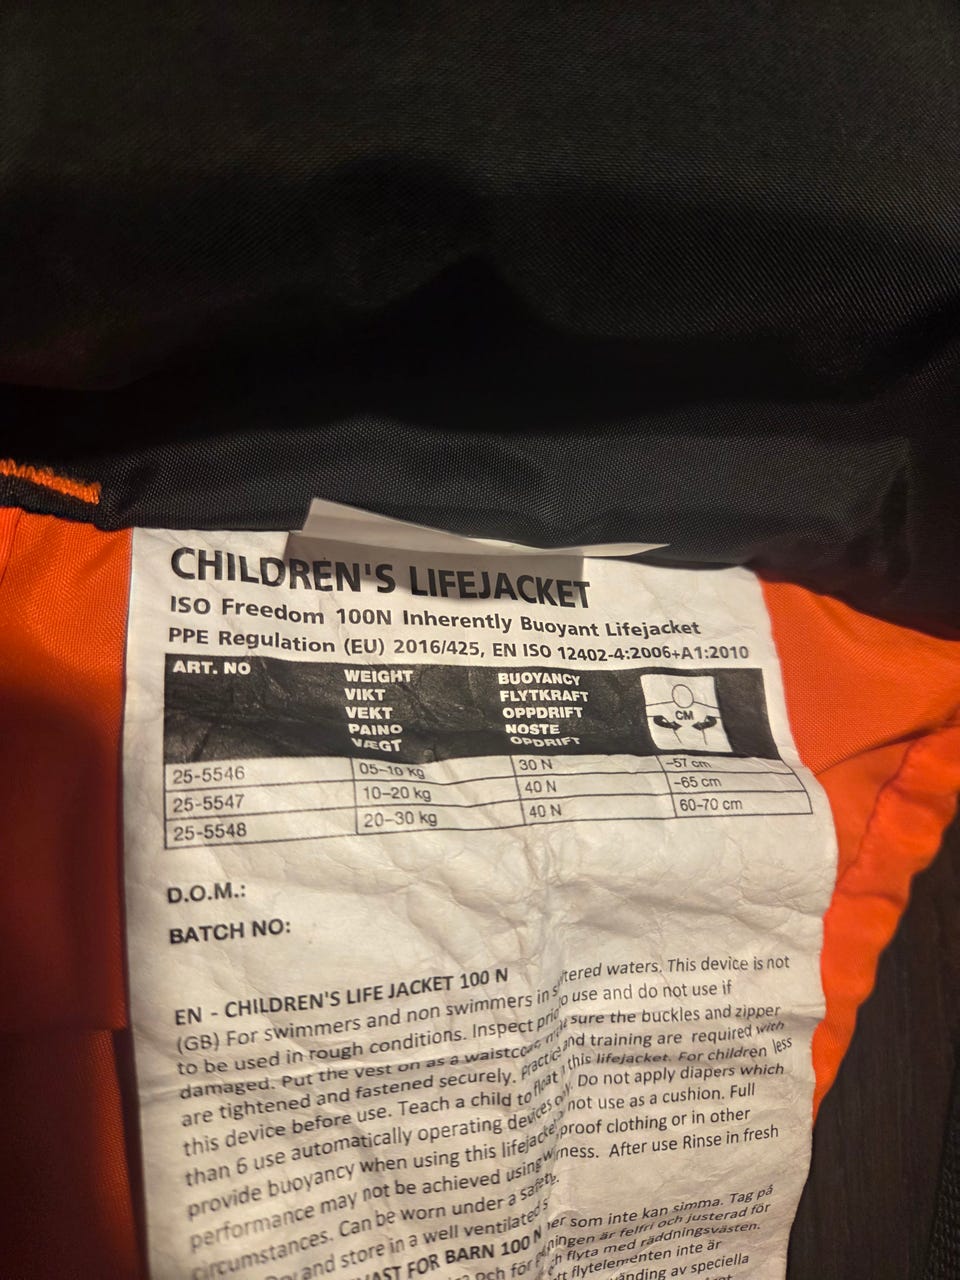 CHILDREN'S LIFEJACKET
ISO Freedom 100N Inherently Buoyant Lifejacket
PPE Regulation (EU) 2016/425, EN ISO 12402-4:2006+A1:2010
ART. NO WEIGHT BUOYANCY
VIKT FLYTKRAFT
VEKT OPPDRIFT CM
PAINO NOSTE
VÆGT OPDRIFT
25-5546 05-10 kg 30 N -57 cm
25-5547 10-20 kg 40 N -65 cm
25-5548 20-30 kg 40 N 60-70 cm
D.O.M.:
BATCH NO:
EN - CHILDREN'S LIFE JACKET 100 N
(GB) For swimmers and non swimmers in tered waters. This device is not
to be used in rough conditions. Inspect use and do not use if
damaged. Put the vest on as a sure the buckles and zipper
are tightened and fastened securely. and training are required with
this device before use. Teach a child to float this lifejacket. For children less
than 6 use automatically operating devices Do not apply diapers which
provide buoyancy when using this not use as a cushion. Full
performance may not be achieved using proof clothing or in other
circumstances. Can be worn under a ness. After use Rinse in fresh
and store in a well ventilated
FOR BARN 100 N som inte kan simma. Tag på
och för är felfri och justerad för
flyta med räddningsvästen.
flytelementen inte är
av speciella